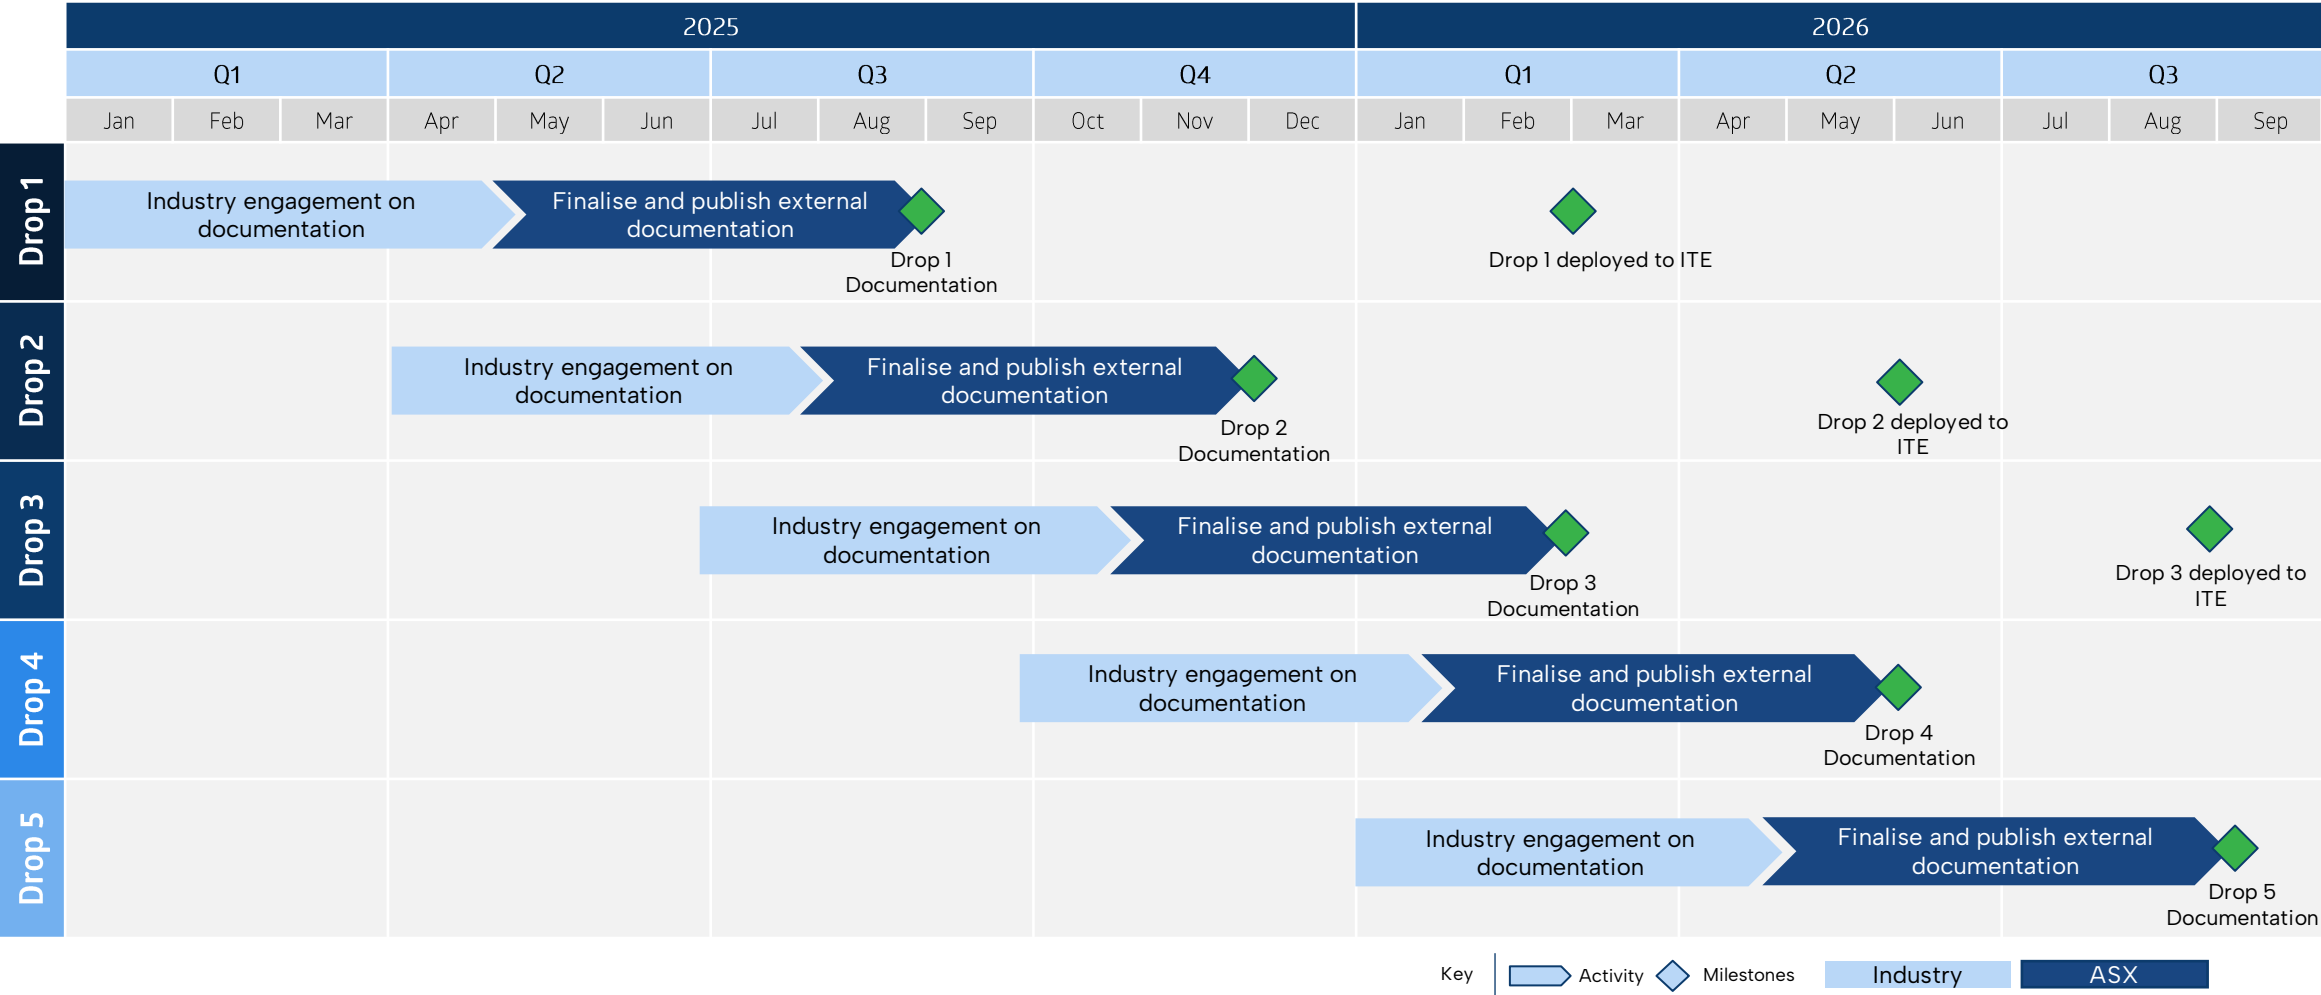 2025
2026
Q1
Q2
Q3
Q4
Q1
Q2
Q3
Jan
Feb
Mar
Apr
May
Jun
Jul
Aug
Sep
Oct
Nov
Dec
Jan
Feb
Mar
Apr
May
Jun
Jul
Aug
Sep
Drop 1
Industry engagement on
documentation
Finalise and publish external
documentation
Drop 1
Documentation
Drop 1 deployed to ITE
Drop 2
Industry engagement on
documentation
Finalise and publish external
documentation
Drop 2
Documentation
Drop 2 deployed to
ITE
Drop 3
Industry engagement on
documentation
Finalise and publish external
documentation
Drop 3
Documentation
Drop 3 deployed to
ITE
Drop 4
Industry engagement on
documentation
Finalise and publish external
documentation
Drop 4
Documentation
Drop 5
Industry engagement on
documentation
Finalise and publish external
documentation
Drop 5
Documentation
Key
Activity
Milestones
Industry
ASX